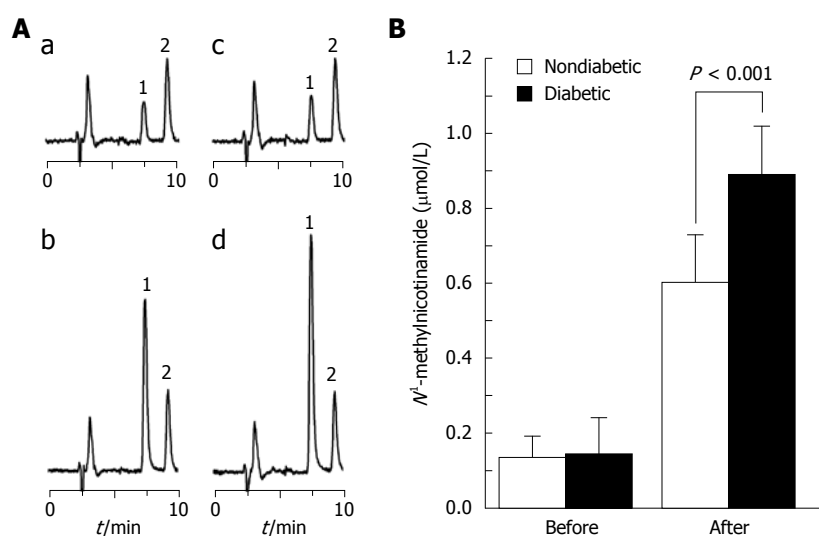 A
a
1
2
0
10
c
1
2
0
10
b
1
2
0
10
t/min
d
1
2
0
10
t/min
B
N¹-methylnicotinamide (μmol/L)
1.2
1.0
0.8
0.6
0.4
0.2
0.0
Nondiabetic
Diabetic
P < 0.001
Before
After